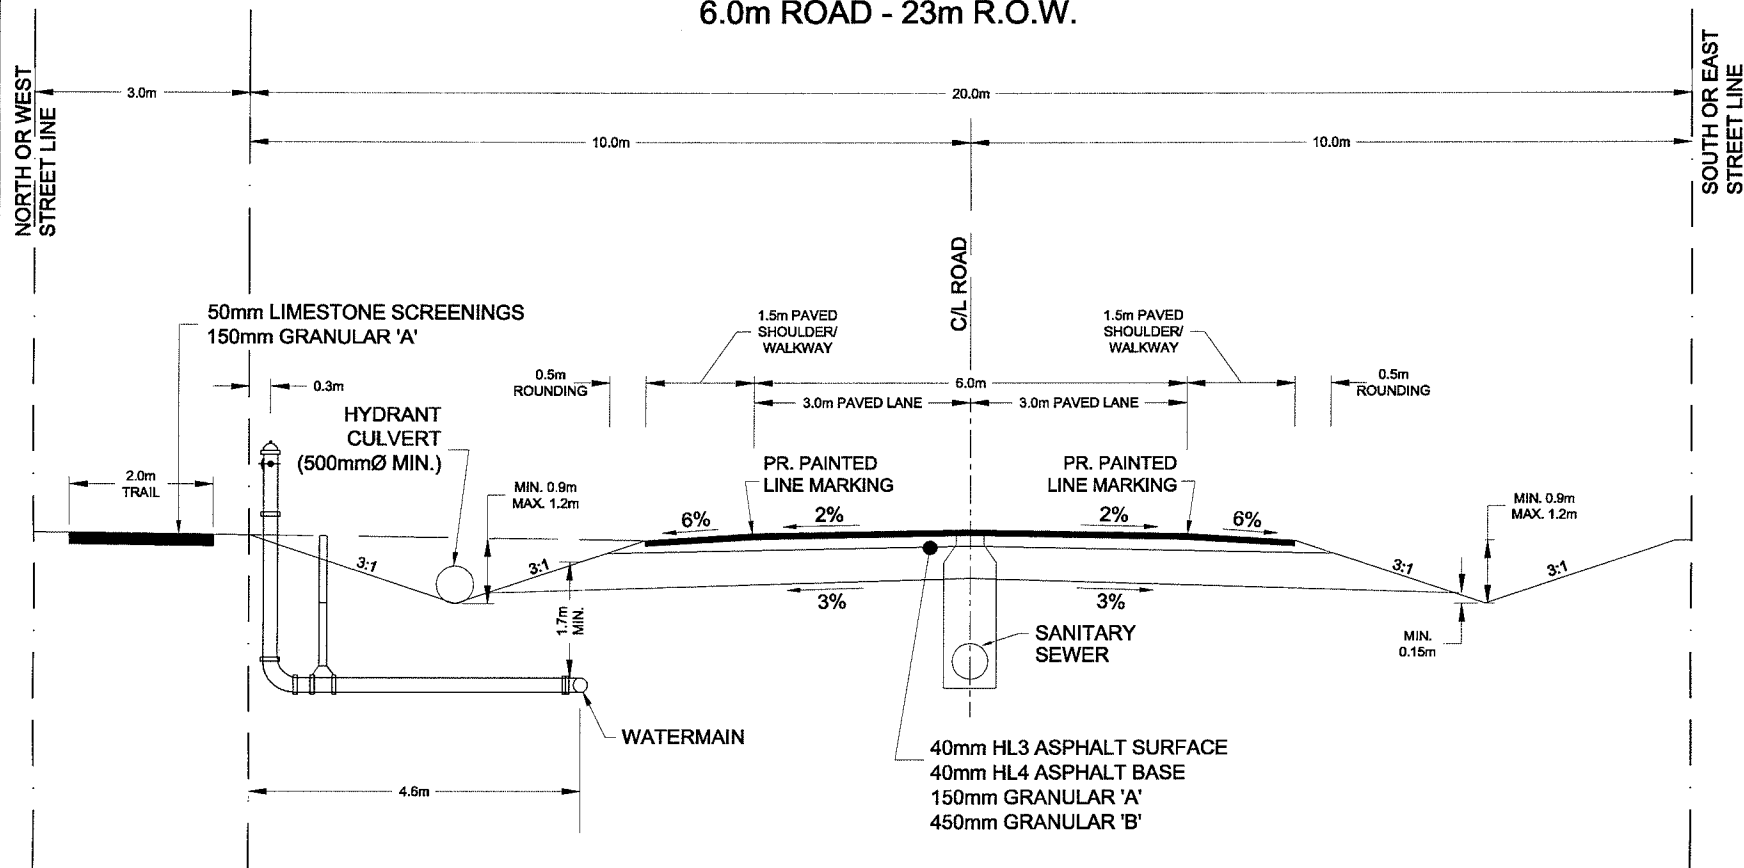 6.0m ROAD - 23m R.O.W.
NORTH OR WEST
STREET LINE
3.0m
20.0m
10.0m
10.0m
SOUTH OR EAST
STREET LINE
C/L ROAD
50mm LIMESTONE SCREENINGS
150mm GRANULAR 'A'
1.5m PAVED
SHOULDER/
WALKWAY
1.5m PAVED
SHOULDER/
WALKWAY
0.3m
0.5m
ROUNDING
6.0m
0.5m
ROUNDING
3.0m PAVED LANE
3.0m PAVED LANE
HYDRANT
CULVERT
(500mmØ MIN.)
2.0m
TRAIL
MIN. 0.9m
MAX. 1.2m
PR. PAINTED
LINE MARKING
PR. PAINTED
LINE MARKING
MIN. 0.9m
MAX. 1.2m
6%
2%
2%
6%
3:1
3:1
3:1
3:1
3%
3%
1.7m
MIN.
SANITARY
SEWER
MIN.
0.15m
WATERMAIN
4.6m
40mm HL3 ASPHALT SURFACE
40mm HL4 ASPHALT BASE
150mm GRANULAR 'A'
450mm GRANULAR 'B'